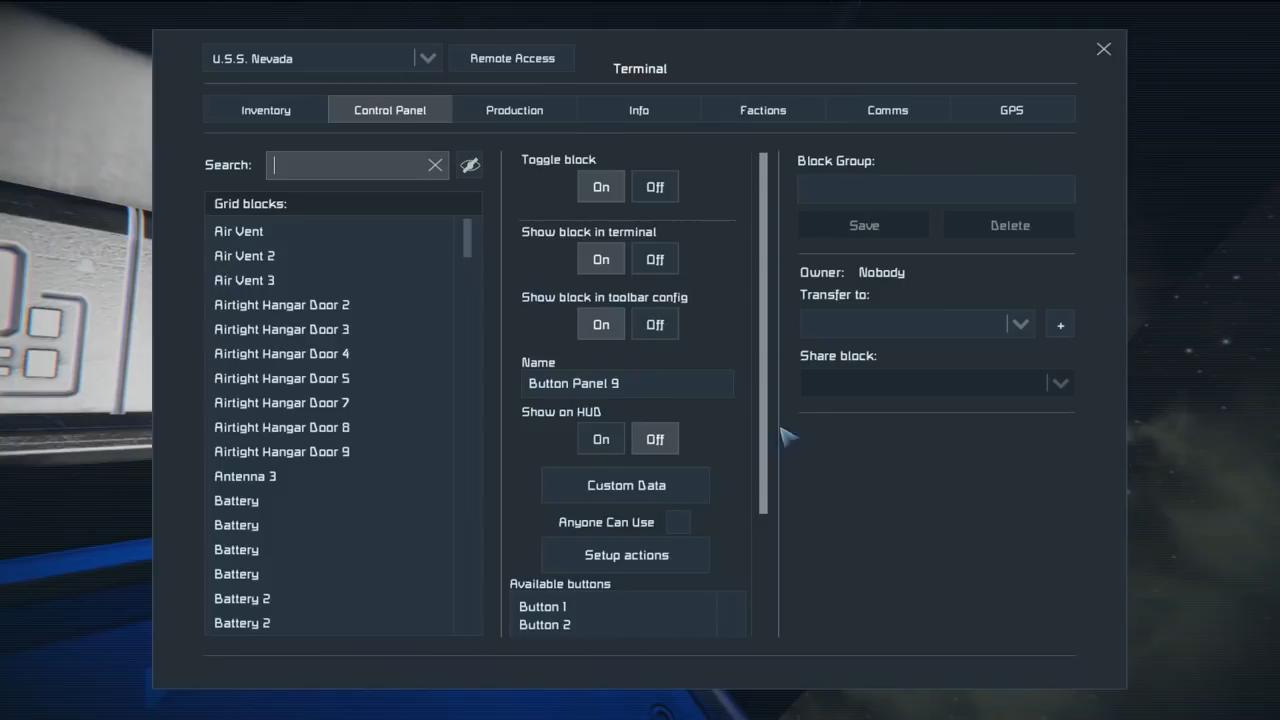 U.S.S. Nevada
Remote Access
Terminal
Inventory
Control Panel
Production
Info
Factions
Comms
GPS
Search:
Grid blocks:
Air Vent
Air Vent 2
Air Vent 3
Airtight Hangar Door 2
Airtight Hangar Door 3
Airtight Hangar Door 4
Airtight Hangar Door 5
Airtight Hangar Door 7
Airtight Hangar Door 8
Airtight Hangar Door 9
Antenna 3
Battery
Battery
Battery
Battery
Battery 2
Battery 2
Toggle block
On
Off
Show block in terminal
On
Off
Show block in toolbar config
On
Off
Name
Button Panel 9
Show on HUD
On
Off
Custom Data
Anyone Can Use
Setup actions
Available buttons
Button 1
Button 2
Block Group:
Save
Delete
Owner: Nobody
Transfer to:
+
Share block: